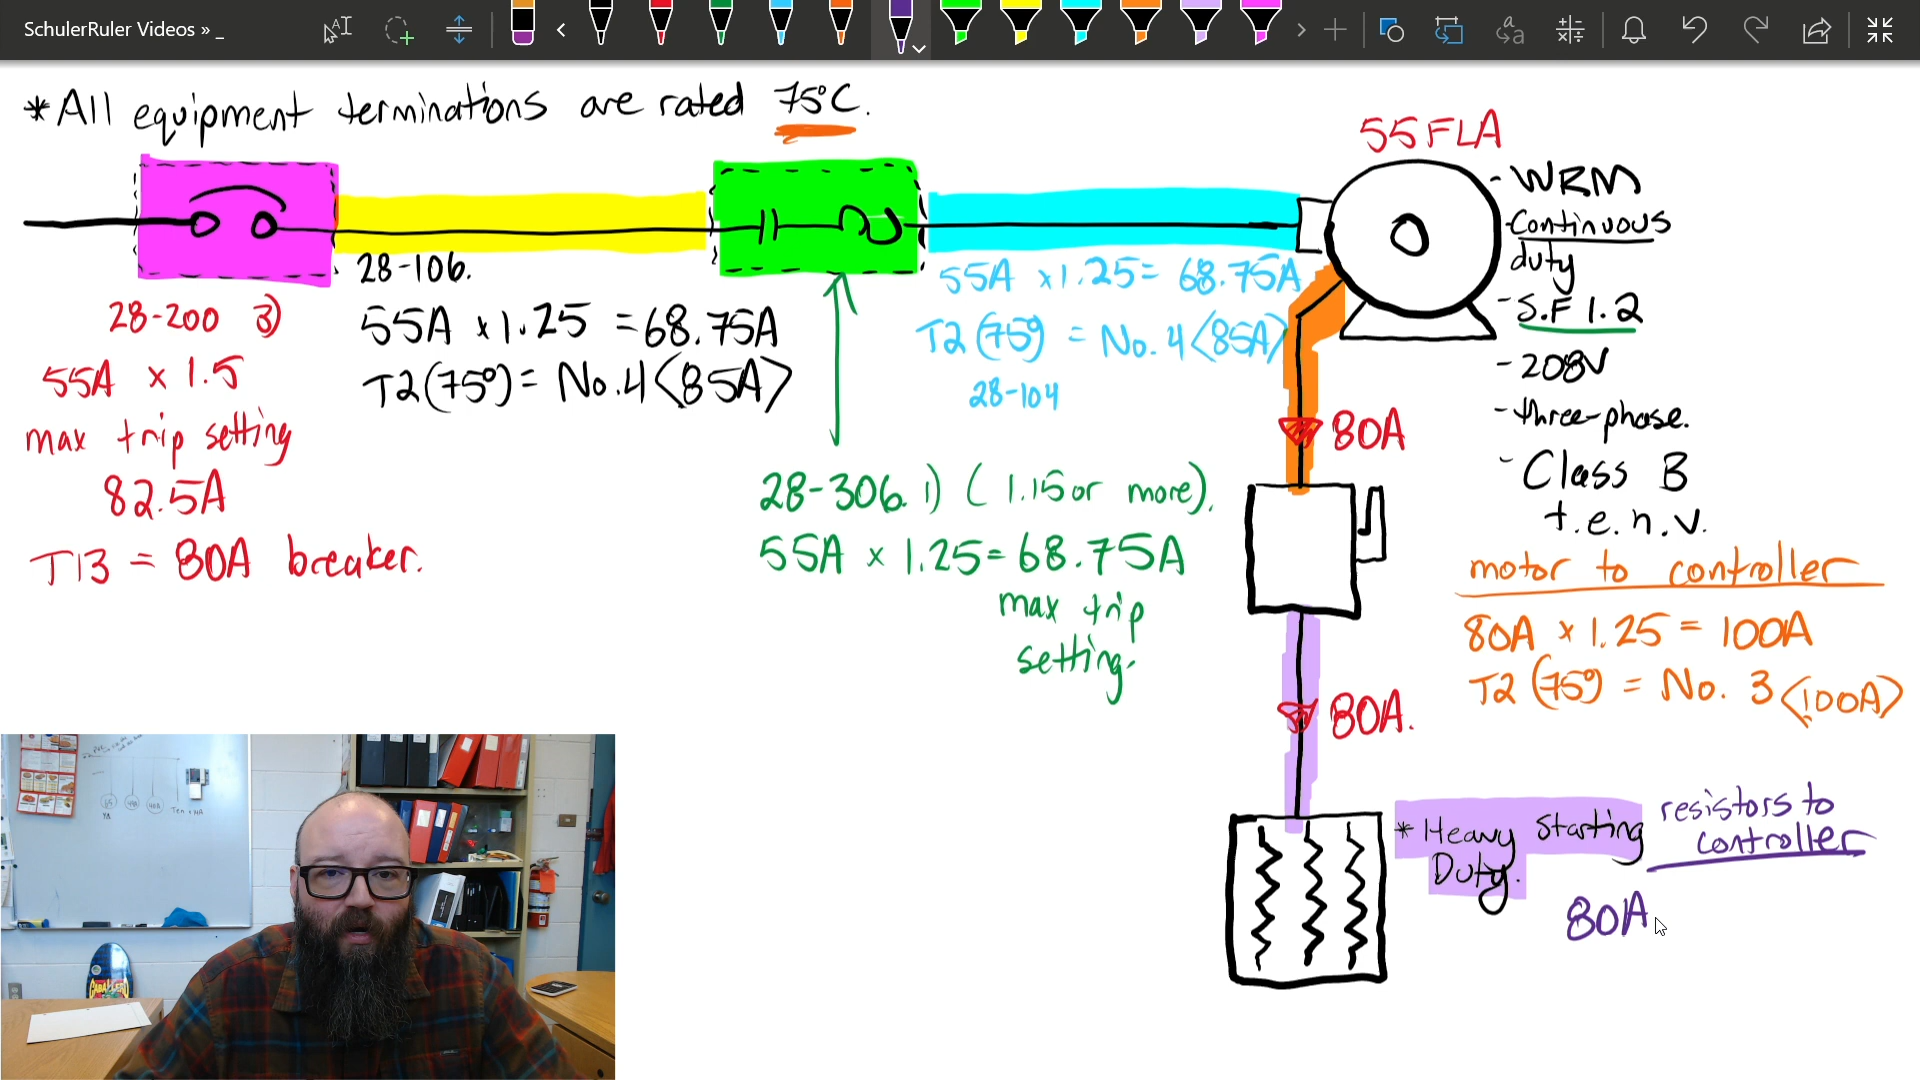 SchulerRuler Videos » _
*All equipment terminations are rated 75°C.
28-200 3)
55A x 1.5
max trip setting
82.5A
T13 = 80A breaker.
28-106.
55A x 1.25 = 68.75A
T2(75°) = No.4<85A>
28-306. 1) ( 1.15 or more).
55A x 1.25 = 68.75A
max trip
setting.
55A x 1.25 = 68.75A
T2 (75°) = No. 4<85A>
28-104
55 FLA
- WRM
- Continuous
duty
- S.F 1.2
- 208V
- three-phase.
- Class B
t.e.n.v.
80A
motor to controller
80A x 1.25 = 100A
T2 (75°) = No. 3 <100A>
80A.
* Heavy Starting
Duty.
resistors to
controller
80A
CABALLERO